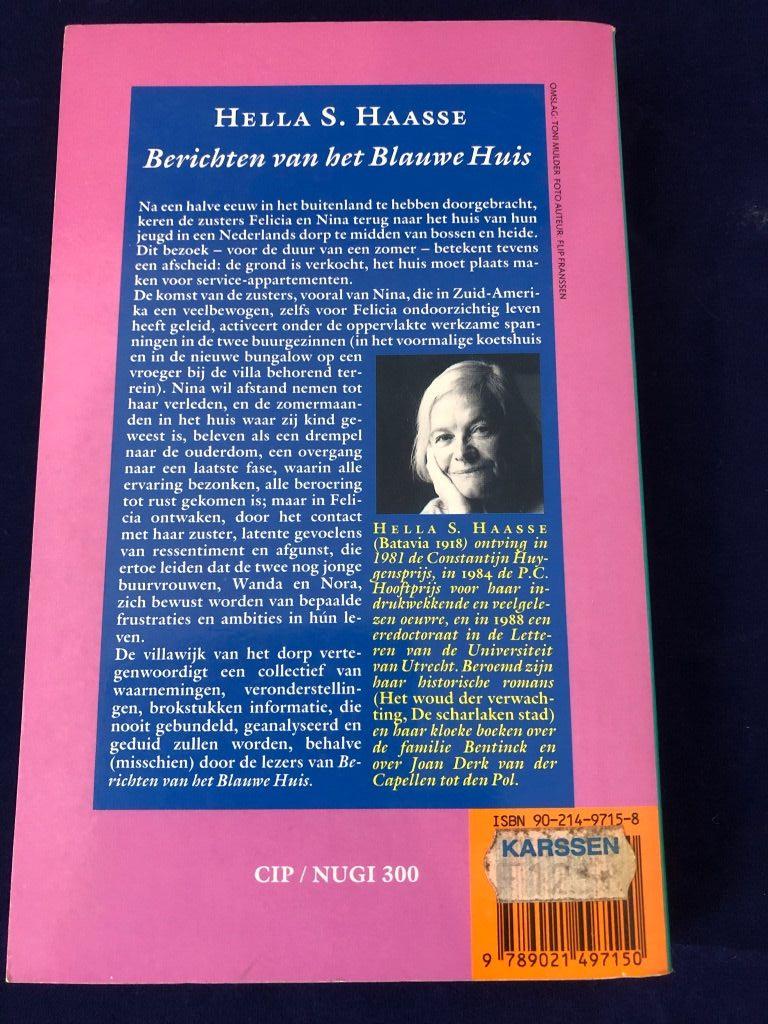 HELLA S. HAASSE
Berichten van het Blauwe Huis
Na een halve eeuw in het buitenland te hebben doorgebracht,
keren de zusters Felicia en Nina terug naar het huis van hun
jeugd in een Nederlands dorp te midden van bossen en heide.
Dit bezoek – voor de duur van een zomer – betekent tevens
een afscheid: de grond is verkocht, het huis moet plaats ma-
ken voor service-appartementen.
De komst van de zusters, vooral van Nina, die in Zuid-Ameri-
ka een veelbewogen, zelfs voor Felicia ondoorzichtig leven
heeft geleid, activeert onder de oppervlakte werkzame span-
ningen in de twee buurgezinnen (in het voormalige koetshuis
en in de nieuwe bungalow op een
vroeger bij de villa behorend ter-
rein). Nina wil afstand nemen tot
haar verleden, en de zomermaan-
den in het huis waar zij kind ge-
weest is, beleven als een drempel
naar de ouderdom, een overgang
naar een laatste fase, waarin alle
ervaring bezonken, alle beroering
tot rust gekomen is; maar in Feli-
cia ontwaken, door het contact
met haar zuster, latente gevoelens
van ressentiment en afgunst, die
ertoe leiden dat de twee nog jonge
buurvrouwen, Wanda en Nora,
zich bewust worden van bepaalde
frustraties en ambities in hún le-
ven.
De villawijk van het dorp verte-
genwoordigt een collectief van
waarnemingen, veronderstellin-
gen, brokstukken informatie, die
nooit gebundeld, geanalyseerd en
geduid zullen worden, behalve
(misschien) door de lezers van Be-
richten van het Blauwe Huis.
HELLA S. HAASSE
(Batavia 1918) ontving in
1981 de Constantijn Huy-
gensprijs, in 1984 de P.C.
Hooftprijs voor haar in-
drukwekkende en veelgele-
zen oeuvre, en in 1988 een
eredoctoraat in de Lette-
ren van de Universiteit
van Utrecht. Beroemd zijn
haar historische romans
(Het woud der verwach-
ting, De scharlaken stad)
en haar kloeke boeken over
de familie Bentinck en
over Joan Derk van der
Capellen tot den Pol.
OMSLAG: TONI MULDER FOTO AUTEUR: FLIP FRANSSEN
CIP / NUGI 300
ISBN 90-214-9715-8
KARSSEN
9 789021 497150